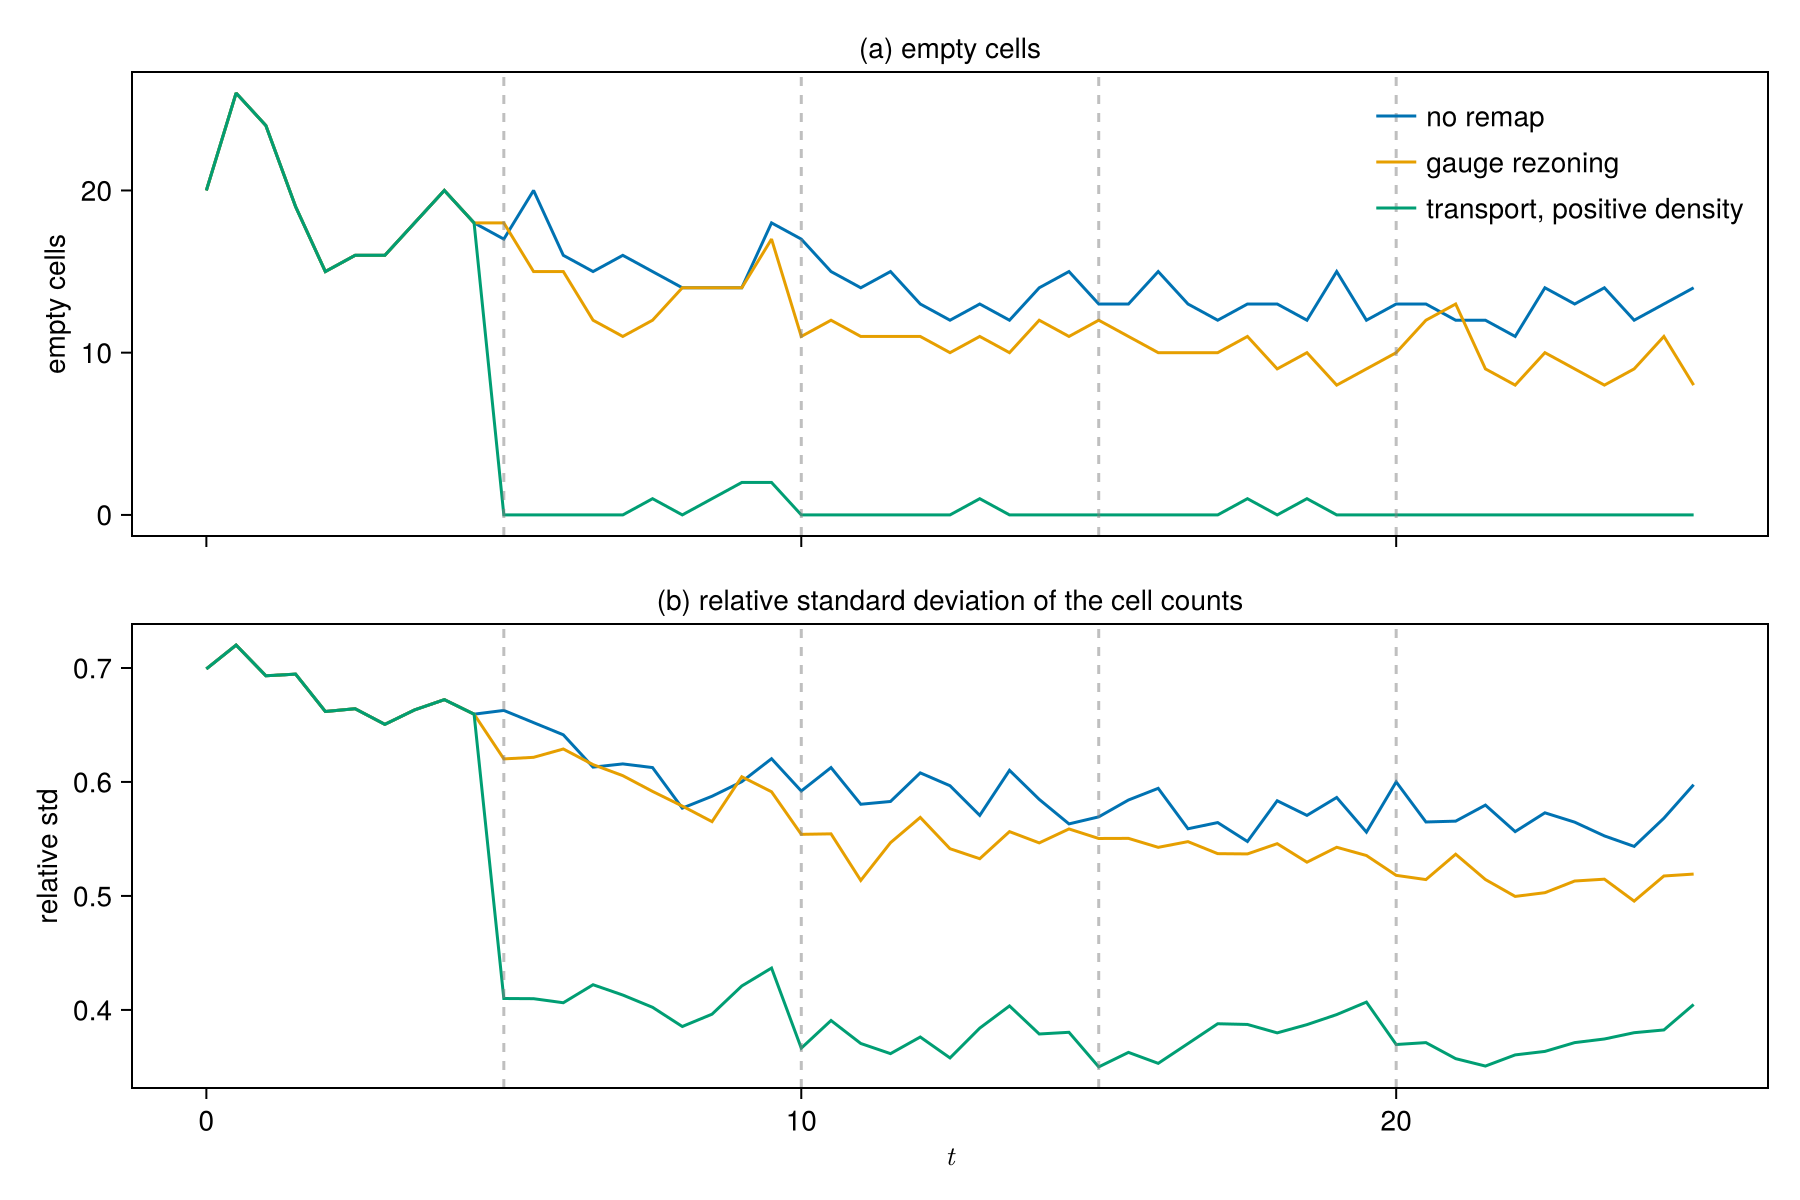 (a) empty cells
empty cells
20
10
0
no remap
gauge rezoning
transport, positive density
(b) relative standard deviation of the cell counts
relative std
0.7
0.6
0.5
0.4
0
10
20
t